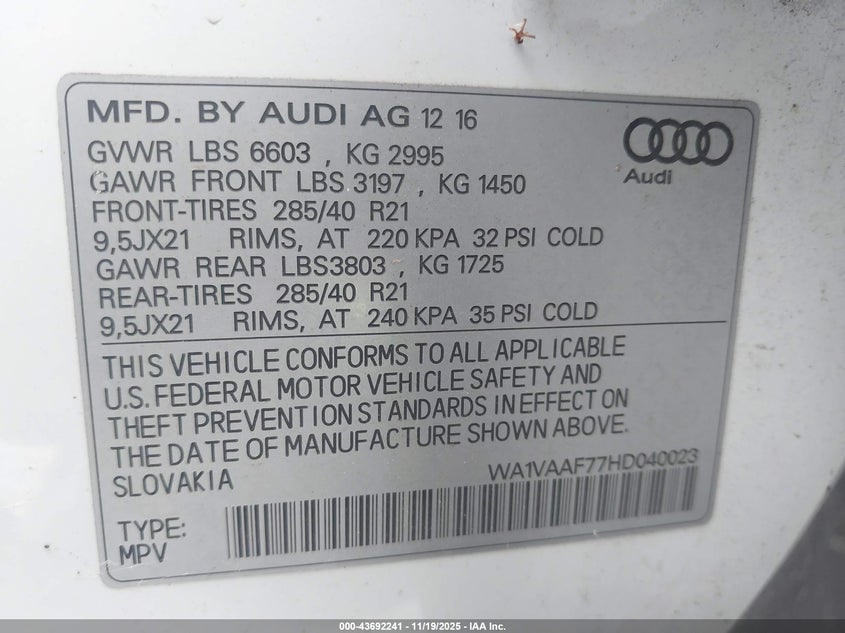 MFD. BY AUDI AG 12 16
Audi
GVWR LBS 6603 , KG 2995
GAWR FRONT LBS 3197 , KG 1450
FRONT-TIRES 285/40 R21
9,5JX21 RIMS, AT 220 KPA 32 PSI COLD
GAWR REAR LBS3803 , KG 1725
REAR-TIRES 285/40 R21
9,5JX21 RIMS, AT 240 KPA 35 PSI COLD
THIS VEHICLE CONFORMS TO ALL APPLICABLE
U.S. FEDERAL MOTOR VEHICLE SAFETY AND
THEFT PREVENTION STANDARDS IN EFFECT ON
THE DATE OF MANUFACTURE SHOWN ABOVE.
SLOVAKIA
WA1VAAF77HD040023
TYPE:
MPV
000-43692241 - 11/19/2025 - IAA Inc.